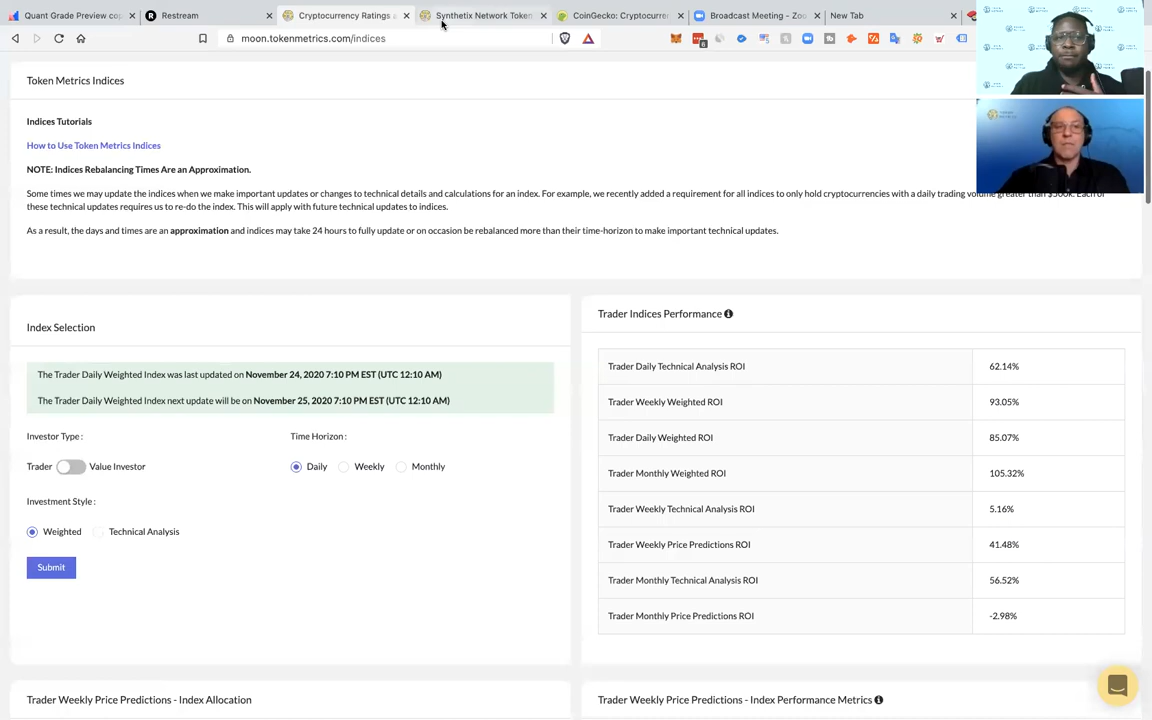 Quant Grade Preview cop
Restream
Cryptocurrency Ratings a
Synthetix Network Token
CoinGecko: Cryptocurren
Broadcast Meeting - Zoo
New Tab
moon.tokenmetrics.com/indices
Token Metrics Indices
Indices Tutorials
How to Use Token Metrics Indices
NOTE: Indices Rebalancing Times Are an Approximation.
Some times we may update the indices when we make important updates or changes to technical details and calculations for an index. For example, we recently added a requirement for all indices to only hold cryptocurrencies with a daily trading volume greater than $500k. Each of
these technical updates requires us to re-do the index. This will apply with future technical updates to indices.
As a result, the days and times are an approximation and indices may take 24 hours to fully update or on occasion be rebalanced more than their time-horizon to make important technical updates.
Index Selection
The Trader Daily Weighted Index was last updated on November 24, 2020 7:10 PM EST (UTC 12:10 AM)
The Trader Daily Weighted Index next update will be on November 25, 2020 7:10 PM EST (UTC 12:10 AM)
Investor Type :
Time Horizon :
Trader
Value Investor
Daily
Weekly
Monthly
Investment Style :
Weighted
Technical Analysis
Submit
Trader Indices Performance
Trader Daily Technical Analysis ROI 62.14%
Trader Weekly Weighted ROI 93.05%
Trader Daily Weighted ROI 85.07%
Trader Monthly Weighted ROI 105.32%
Trader Weekly Technical Analysis ROI 5.16%
Trader Weekly Price Predictions ROI 41.48%
Trader Monthly Technical Analysis ROI 56.52%
Trader Monthly Price Predictions ROI -2.98%
Trader Weekly Price Predictions - Index Allocation
Trader Weekly Price Predictions - Index Performance Metrics